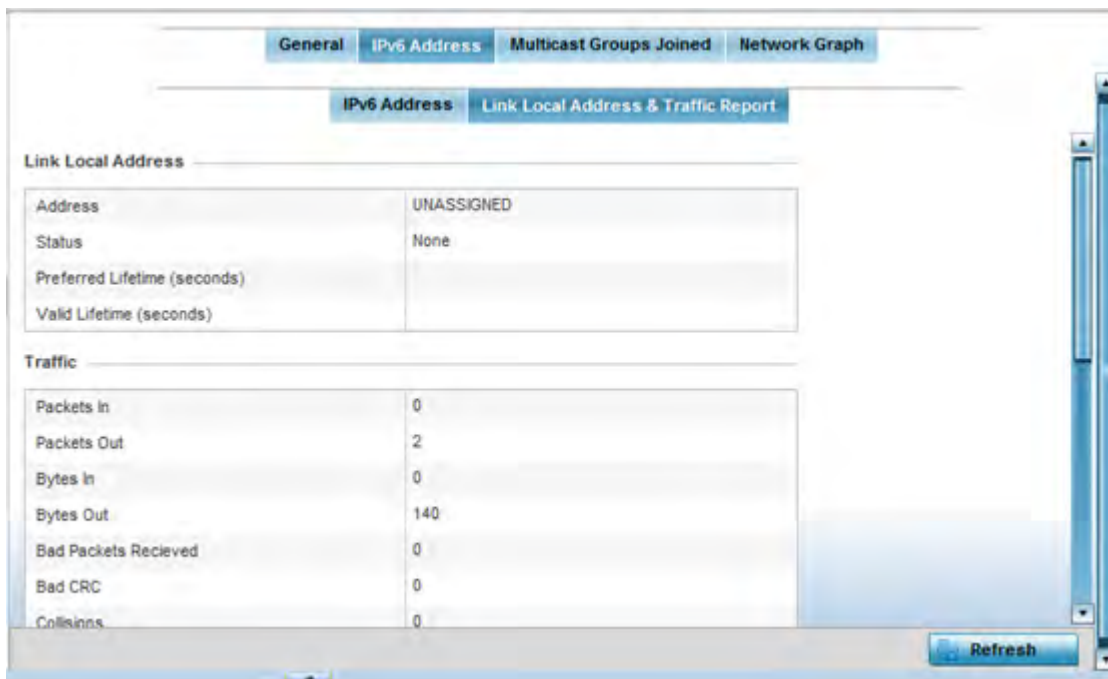 General IPv6 Address Multicast Groups Joined Network Graph
IPv6 Address Link Local Address & Traffic Report
Link Local Address
Address UNASSIGNED
Status None
Preferred Lifetime (seconds)
Valid Lifetime (seconds)
Traffic
Packets In 0
Packets Out 2
Bytes In 0
Bytes Out 140
Bad Packets Recieved 0
Bad CRC 0
Collisions 0
Refresh